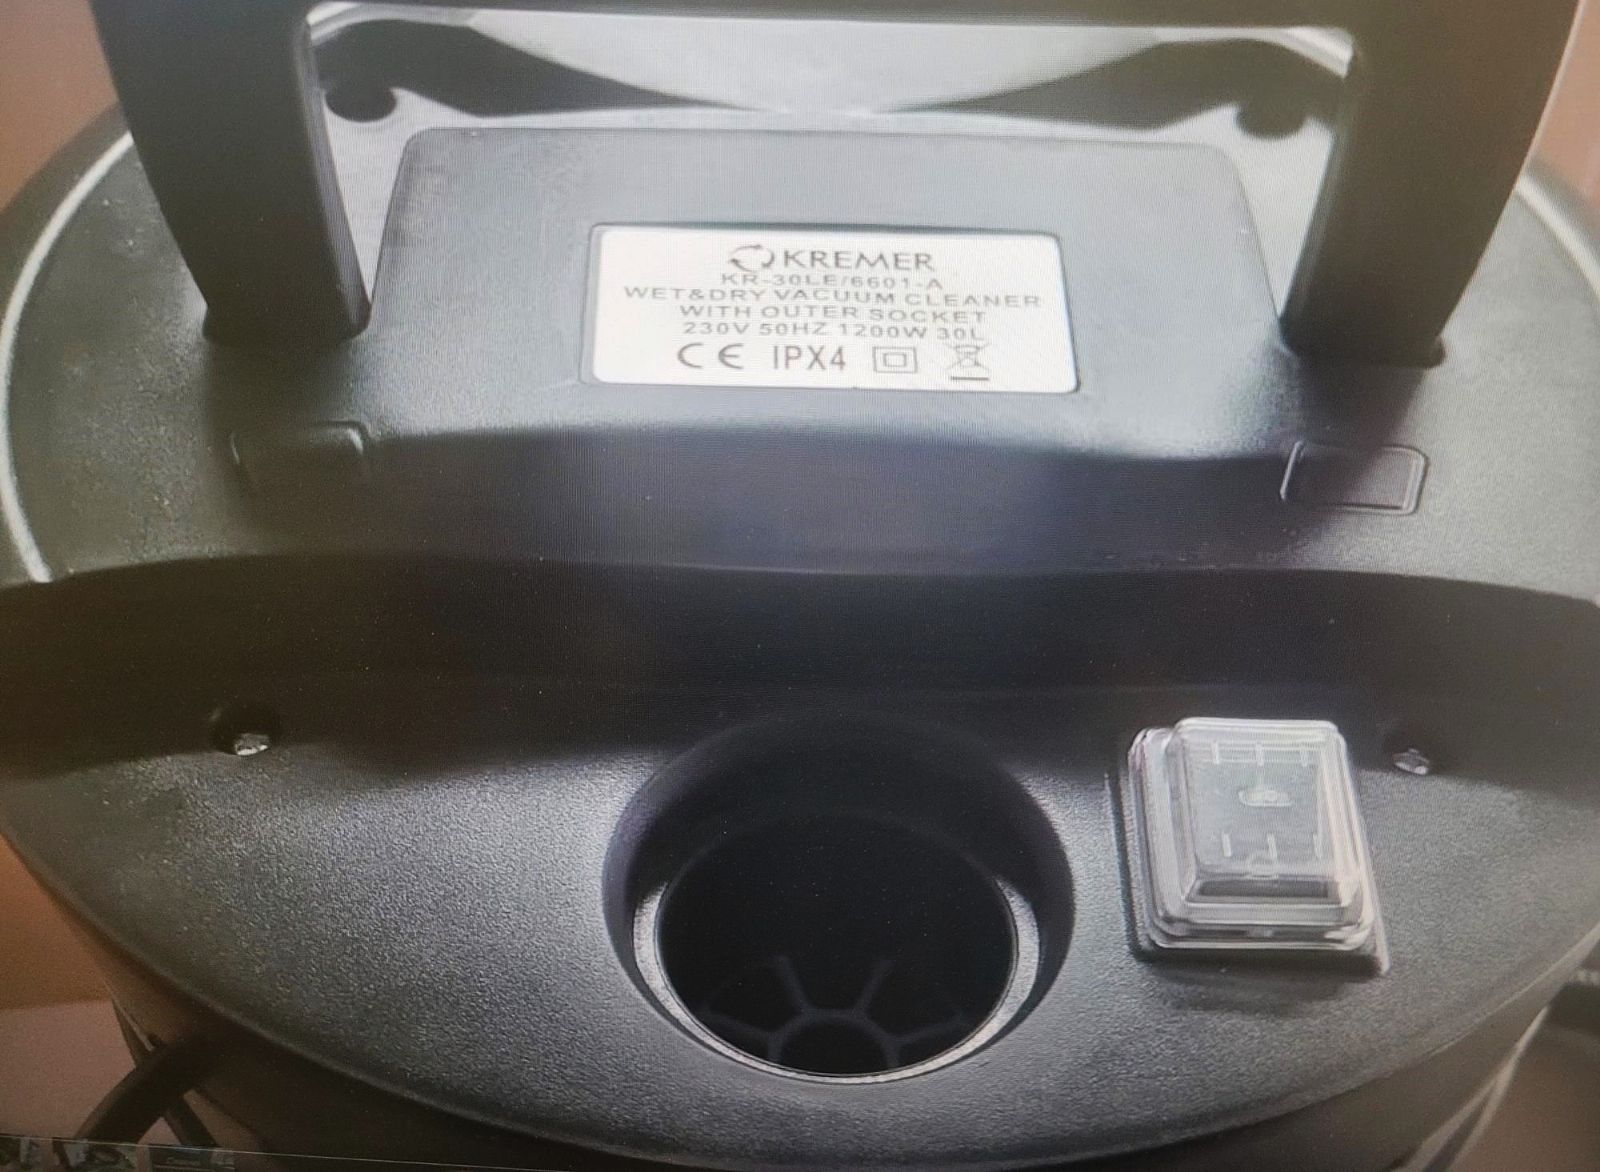 KREMER
KR-30LE/6601-A
WET&DRY VACUUM CLEANER
WITH OUTER SOCKET
230V 50HZ 1200W 30L
CE IPX4